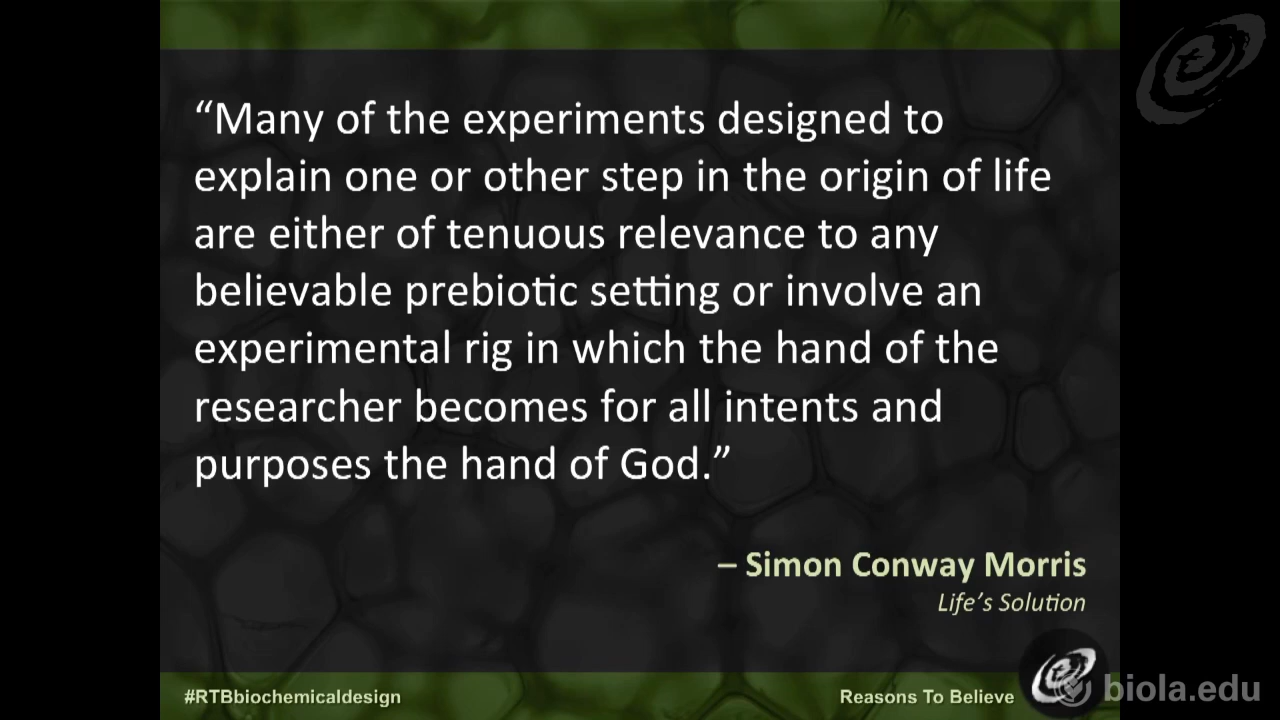 “Many of the experiments designed to
explain one or other step in the origin of life
are either of tenuous relevance to any
believable prebiotic setting or involve an
experimental rig in which the hand of the
researcher becomes for all intents and
purposes the hand of God.”
– Simon Conway Morris
Life’s Solution
#RTBbiochemicaldesign
Reasons To Believe
biola.edu